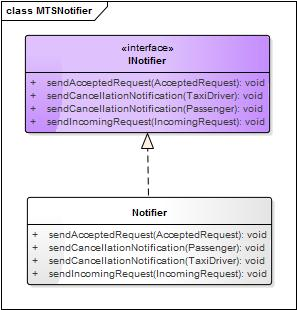 class MTSNotifier
«interface»
INotifier
+ sendAcceptedRequest(AcceptedRequest): void
+ sendCancellationNotification(TaxiDriver): void
+ sendCancellationNotification(Passenger): void
+ sendIncomingRequest(IncomingRequest): void
Notifier
+ sendAcceptedRequest(AcceptedRequest): void
+ sendCancellationNotification(Passenger): void
+ sendCancellationNotification(TaxiDriver): void
+ sendIncomingRequest(IncomingRequest): void